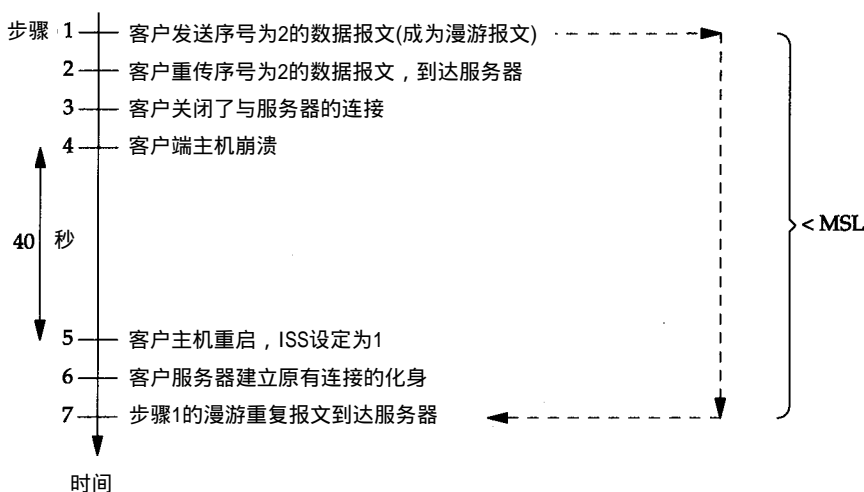 步骤 1 客户发送序号为2的数据报文(成为漫游报文)
2 客户重传序号为2的数据报文，到达服务器
3 客户关闭了与服务器的连接
4 客户端主机崩溃
< MSL
40 秒
5 客户主机重启，ISS设定为1
6 客户服务器建立原有连接的化身
7 步骤1的漫游重复报文到达服务器
时间